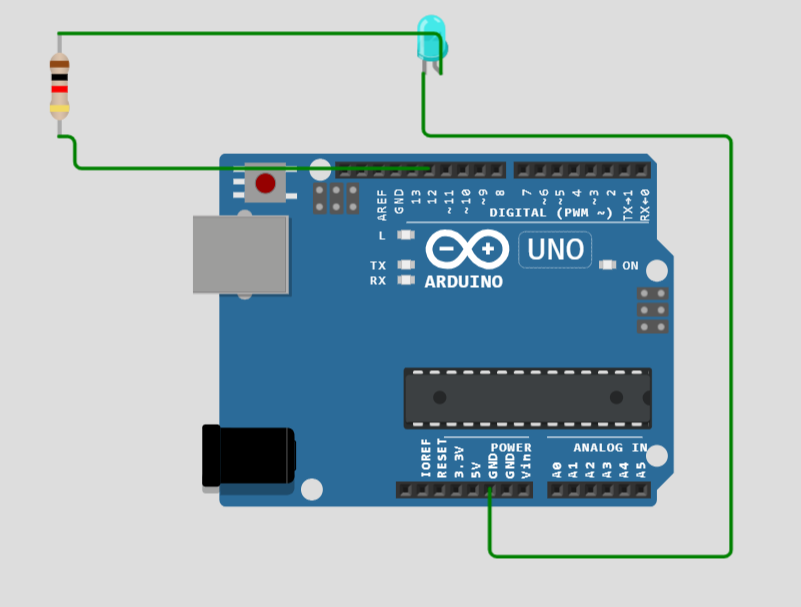 AREF
GND
13
12
~11
~10
~9
8
7
~6
~5
4
~3
2
TX→1
RX←0
DIGITAL (PWM ~)
L
TX
RX
UNO
ON
ARDUINO
POWER
ANALOG IN
IOREF
RESET
3.3V
5V
GND
GND
Vin
A0
A1
A2
A3
A4
A5